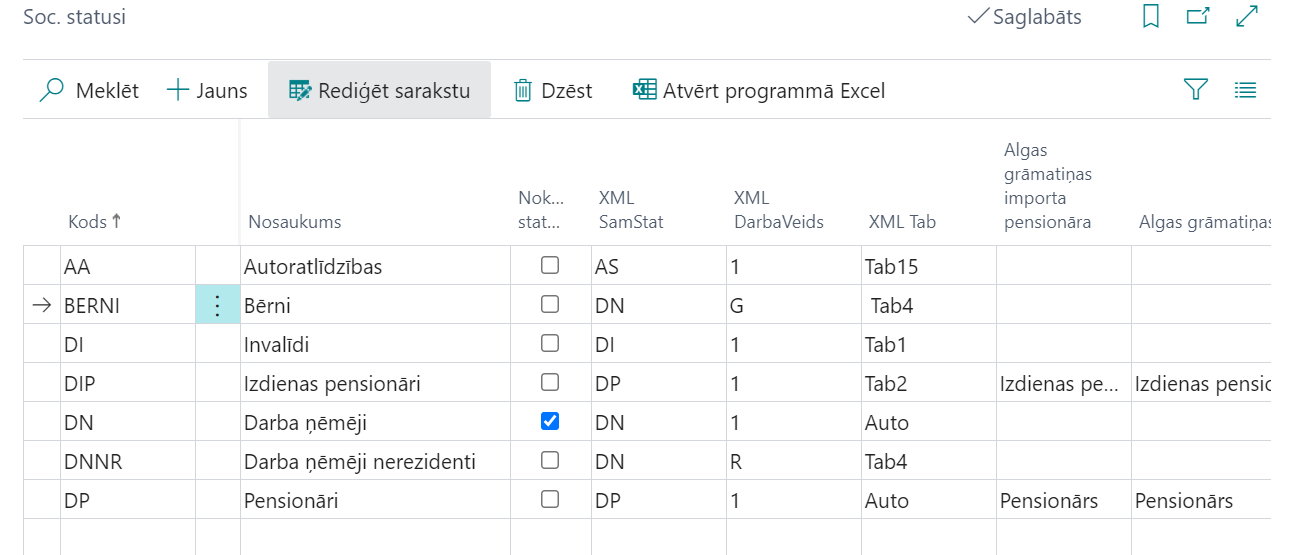 Soc. statusi
Saglabāts
Meklēt Jauns Rediģēt sarakstu Dzēst Atvērt programmā Excel
Algas
grāmatiņas
Nok... XML XML importa
Kods Nosaukums stat... SamStat DarbaVeids XML Tab pensionāra Algas grāmatiņas
AA Autoratlīdzības AS 1 Tab15
BERNI Bērni DN G Tab4
DI Invalīdi DI 1 Tab1
DIP Izdienas pensionāri DP 1 Tab2 Izdienas pe... Izdienas pensio
DN Darba ņēmēji DN 1 Auto
DNNR Darba ņēmēji nerezidenti DN R Tab4
DP Pensionāri DP 1 Auto Pensionārs Pensionārs